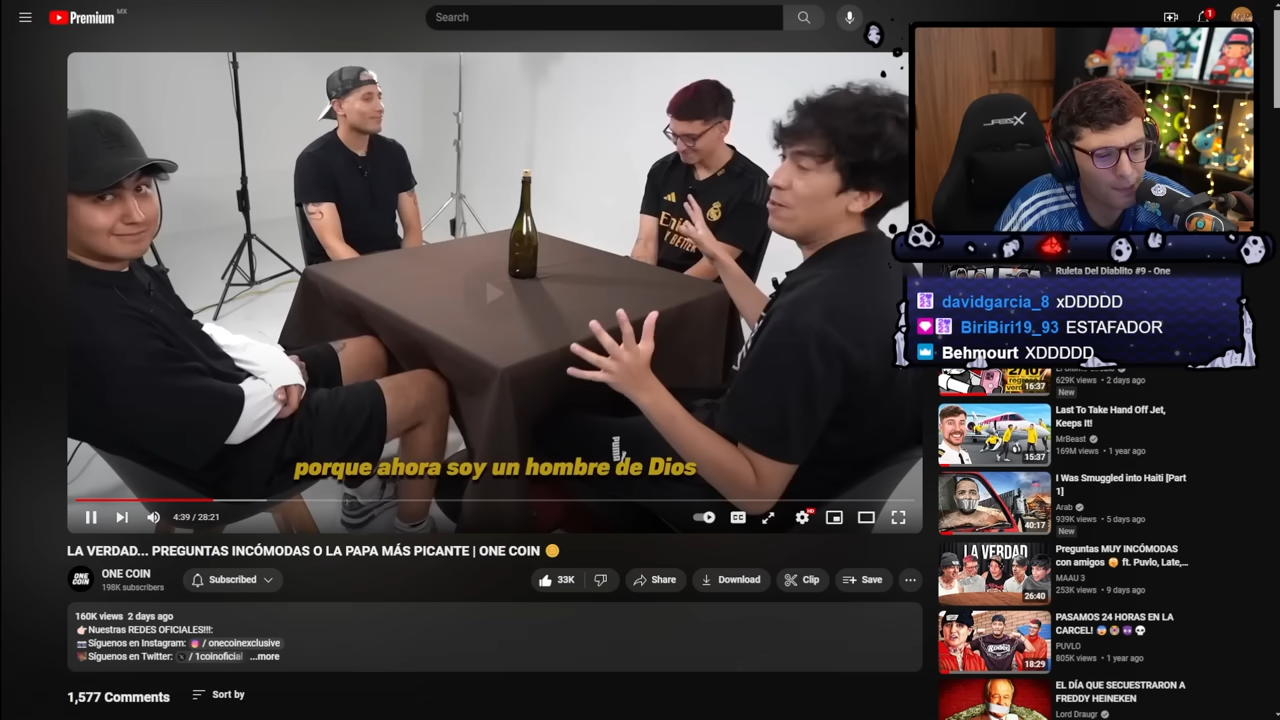 Premium MX
Search
1
porque ahora soy un hombre de Dios
4:39 / 28:21
HD
LA VERDAD... PREGUNTAS INCÓMODAS O LA PAPA MÁS PICANTE | ONE COIN
ONE COIN
198K subscribers
Subscribed
33K
Share
Download
Clip
Save
160K views 2 days ago
Nuestras REDES OFICIALES!!!:
Síguenos en Instagram: / onecoinexclusive
Síguenos en Twitter: / 1coinoficial ...more
1,577 Comments
Sort by
Ruleta Del Diablito #9 - One
davidgarcia_8 xDDDDD
BiriBiri19_93 ESTAFADOR
Behmourt XDDDDD
16:37
629K views • 2 days ago
New
15:37
Last To Take Hand Off Jet,
Keeps It!
MrBeast
169M views • 1 year ago
40:17
I Was Smuggled into Haiti [Part
1]
Arab
939K views • 5 days ago
New
LA VERDAD
26:40
Preguntas MUY INCÓMODAS
con amigos ft. Puvlo, Late,...
MAAU 3
253K views • 9 days ago
18:29
PASAMOS 24 HORAS EN LA
CARCEL!
PUVLO
805K views • 1 year ago
EL DÍA QUE SECUESTRARON A
FREDDY HEINEKEN
Lord Draugr